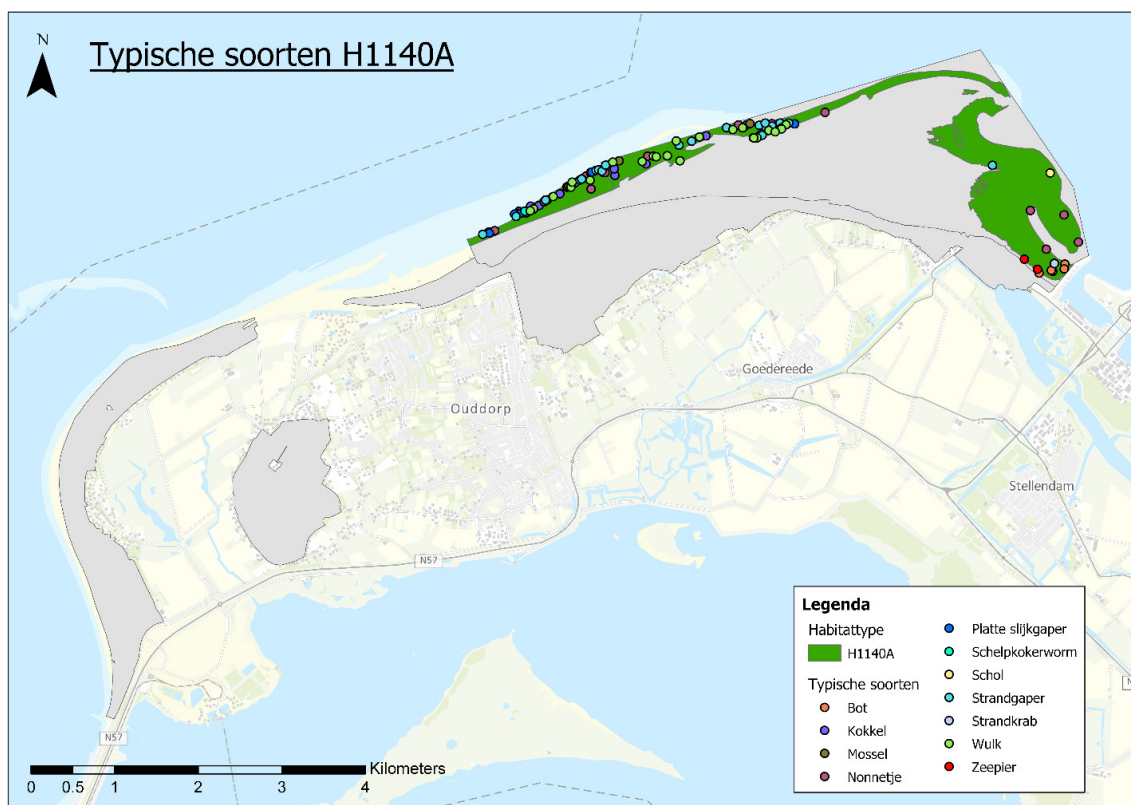 N
Typische soorten H1140A
Goedereede
Ouddorp
Stellendam
N57
N57
N
Legenda
Habitattype
H1140A
Typische soorten
Bot
Kokkel
Mossel
Nonnetje
Platte slijkgaper
Schelpkokerworm
Schol
Strandgaper
Strandkrab
Wulk
Zeepier
Kilometers
0 0.5 1 2 3 4